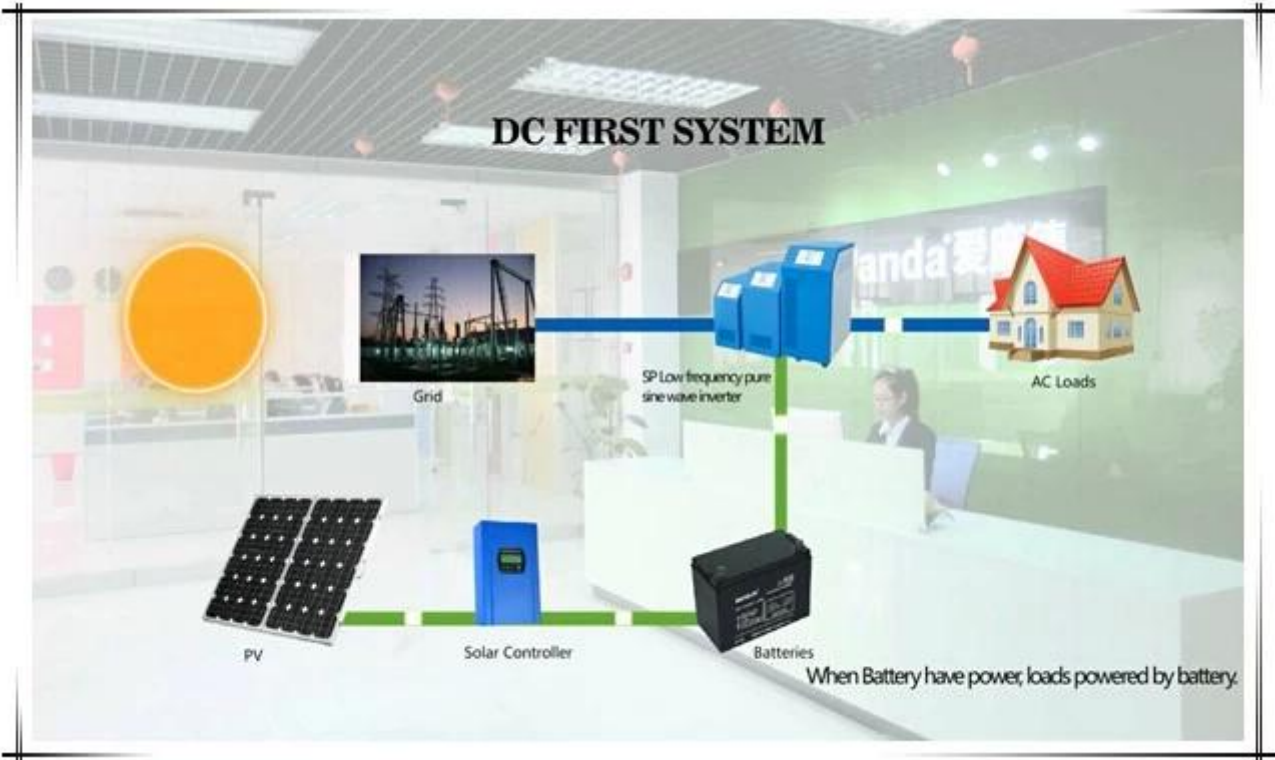 DC FIRST SYSTEM
anda
Grid
SP Low frequency pure
sine wave inverter
AC Loads
PV
Solar Controller
Batteries
When Battery have power, loads powered by battery.